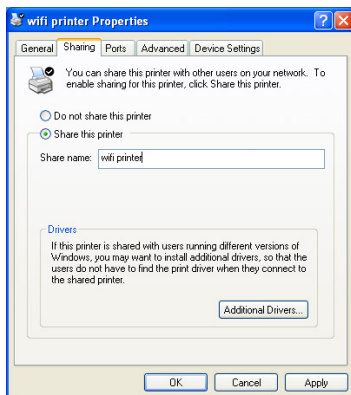 wifi printer Properties
General Sharing Ports Advanced Device Settings
You can share this printer with other users on your network. To
enable sharing for this printer, click Share this printer.
Do not share this printer
Share this printer
Share name: wifi printer
Drivers
If this printer is shared with users running different versions of
Windows, you may want to install additional drivers, so that the
users do not have to find the print driver when they connect to
the shared printer.
Additional Drivers...
OK Cancel Apply